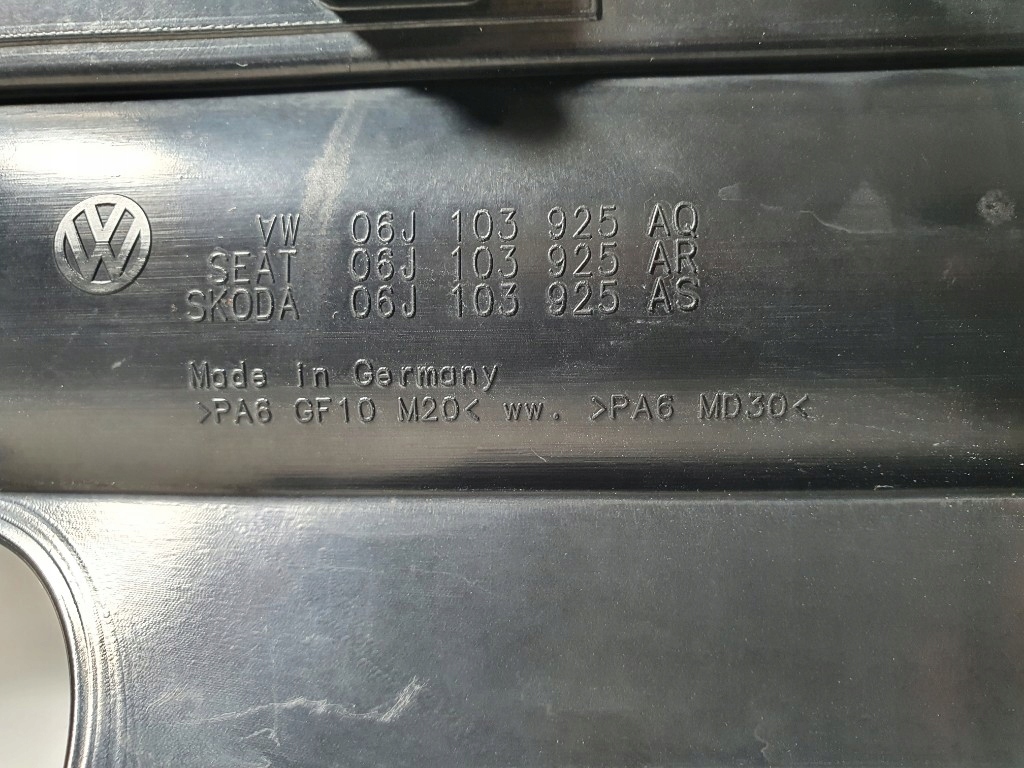 VW 06J 103 925 AQ
SEAT 06J 103 925 AR
SKODA 06J 103 925 AS
Made in Germany
>PA6 GF10 M20< ww. >PA6 MD30<